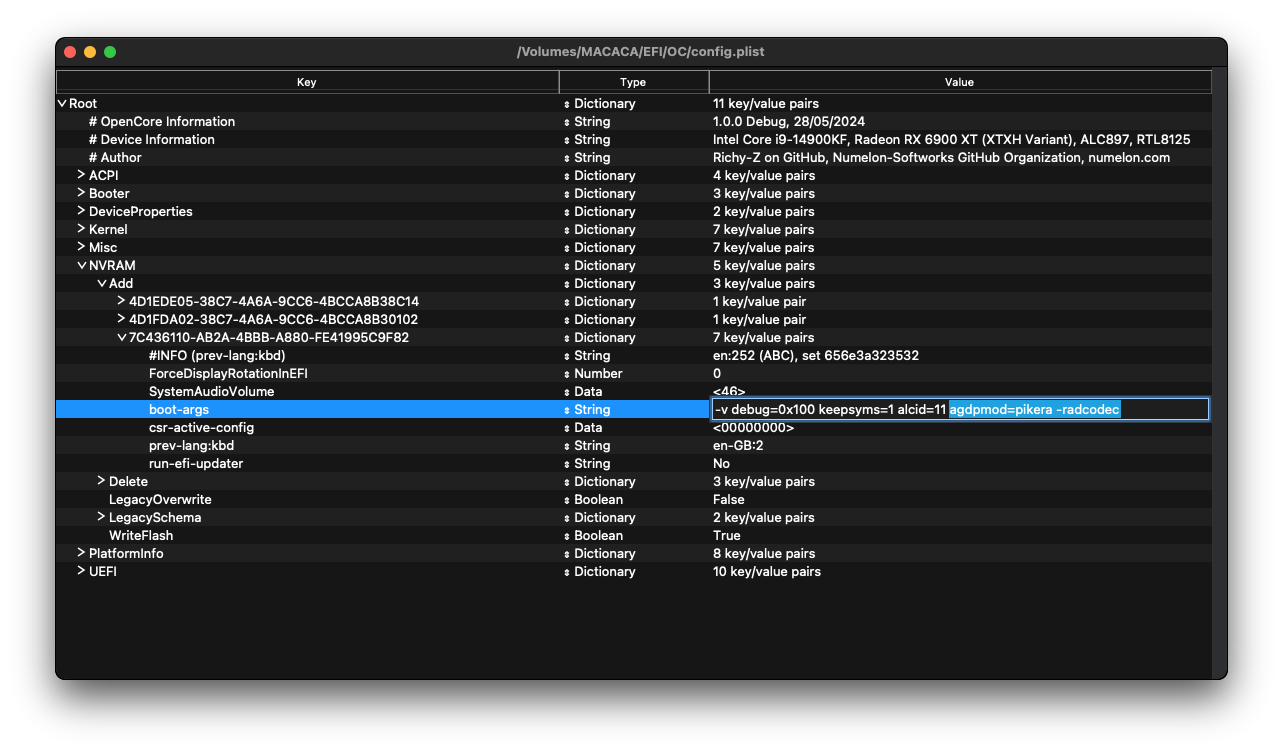 /Volumes/MACACA/EFI/OC/config.plist
Key Type Value
Root Dictionary 11 key/value pairs
# OpenCore Information String 1.0.0 Debug, 28/05/2024
# Device Information String Intel Core i9-14900KF, Radeon RX 6900 XT (XTXH Variant), ALC897, RTL8125
# Author String Richy-Z on GitHub, Numelon-Softworks GitHub Organization, numelon.com
ACPI Dictionary 4 key/value pairs
Booter Dictionary 3 key/value pairs
DeviceProperties Dictionary 2 key/value pairs
Kernel Dictionary 7 key/value pairs
Misc Dictionary 7 key/value pairs
NVRAM Dictionary 5 key/value pairs
Add Dictionary 3 key/value pairs
4D1EDE05-38C7-4A6A-9CC6-4BCCA8B38C14 Dictionary 1 key/value pair
4D1FDA02-38C7-4A6A-9CC6-4BCCA8B30102 Dictionary 1 key/value pair
7C436110-AB2A-4BBB-A880-FE41995C9F82 Dictionary 7 key/value pairs
#INFO (prev-lang:kbd) String en:252 (ABC), set 656e3a323532
ForceDisplayRotationInEFI Number 0
SystemAudioVolume Data <46>
boot-args String -v debug=0x100 keepsyms=1 alcid=11 agdpmod=pikera -radcodec
csr-active-config Data <00000000>
prev-lang:kbd String en-GB:2
run-efi-updater String No
Delete Dictionary 3 key/value pairs
LegacyOverwrite Boolean False
LegacySchema Dictionary 2 key/value pairs
WriteFlash Boolean True
PlatformInfo Dictionary 8 key/value pairs
UEFI Dictionary 10 key/value pairs